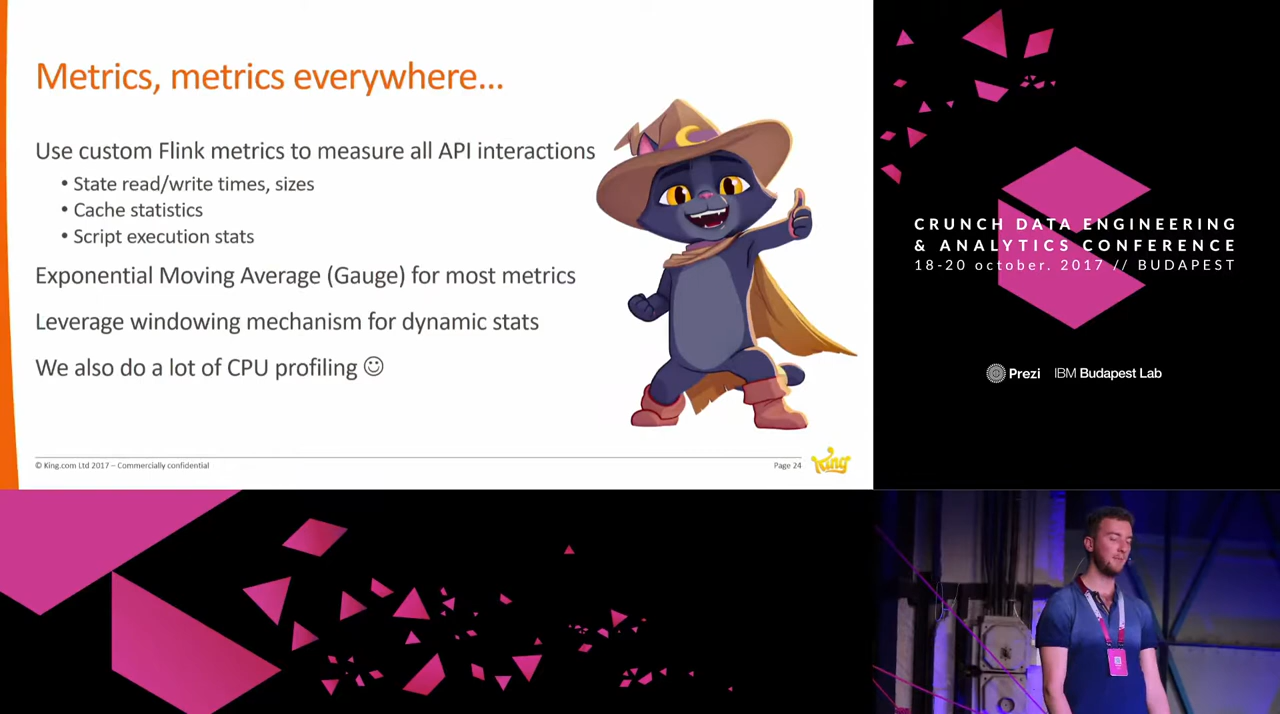 Metrics, metrics everywhere...
Use custom Flink metrics to measure all API interactions
• State read/write times, sizes
• Cache statistics
• Script execution stats
Exponential Moving Average (Gauge) for most metrics
Leverage windowing mechanism for dynamic stats
We also do a lot of CPU profiling ☺
© King.com Ltd 2017 – Commercially confidential
Page 24
King
CRUNCH DATA ENGINEERING
& ANALYTICS CONFERENCE
18-20 october. 2017 // BUDAPEST
Prezi
IBM Budapest Lab